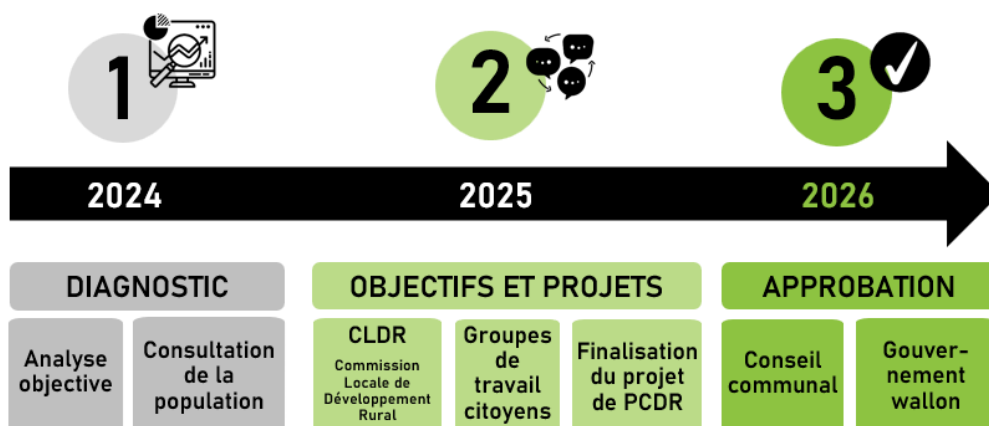 1
2
3
2024
2025
2026
DIAGNOSTIC
Analyse
objective
Consultation
de la
population
OBJECTIFS ET PROJETS
CLDR
Commission
Locale de
Développement
Rural
Groupes
de
travail
citoyens
Finalisation
du projet
de PCDR
APPROBATION
Conseil
communal
Gouver-
nement
wallon